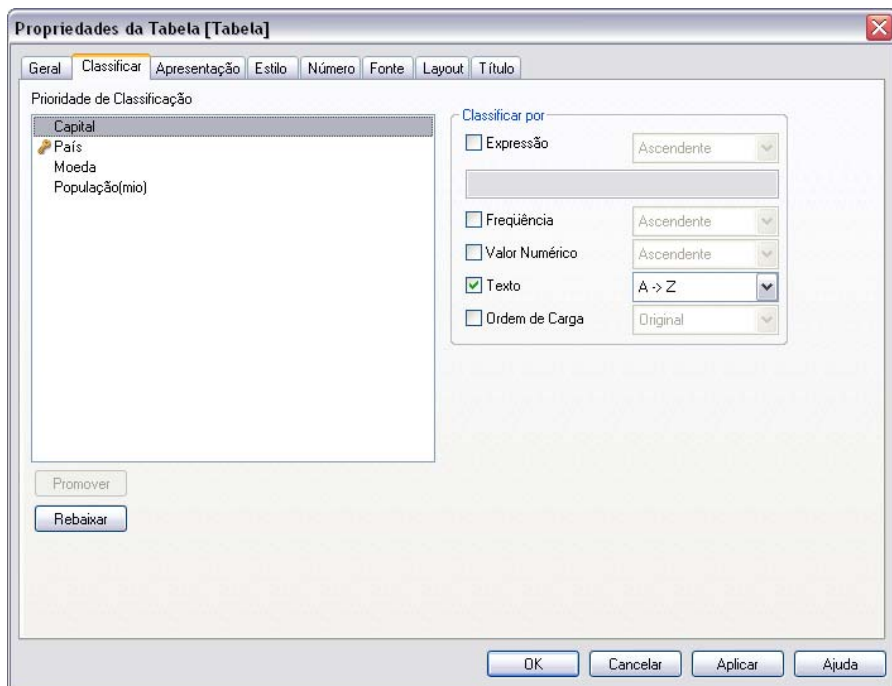 Propriedades da Tabela [Tabela]
Geral Classificar Apresentação Estilo Número Fonte Layout Título
Prioridade de Classificação
Capital
País
Moeda
População(mio)
Promover
Rebaixar
Classificar por
Expressão Ascendente
Freqüência Ascendente
Valor Numérico Ascendente
Texto A -> Z
Ordem de Carga Original
OK Cancelar Aplicar Ajuda